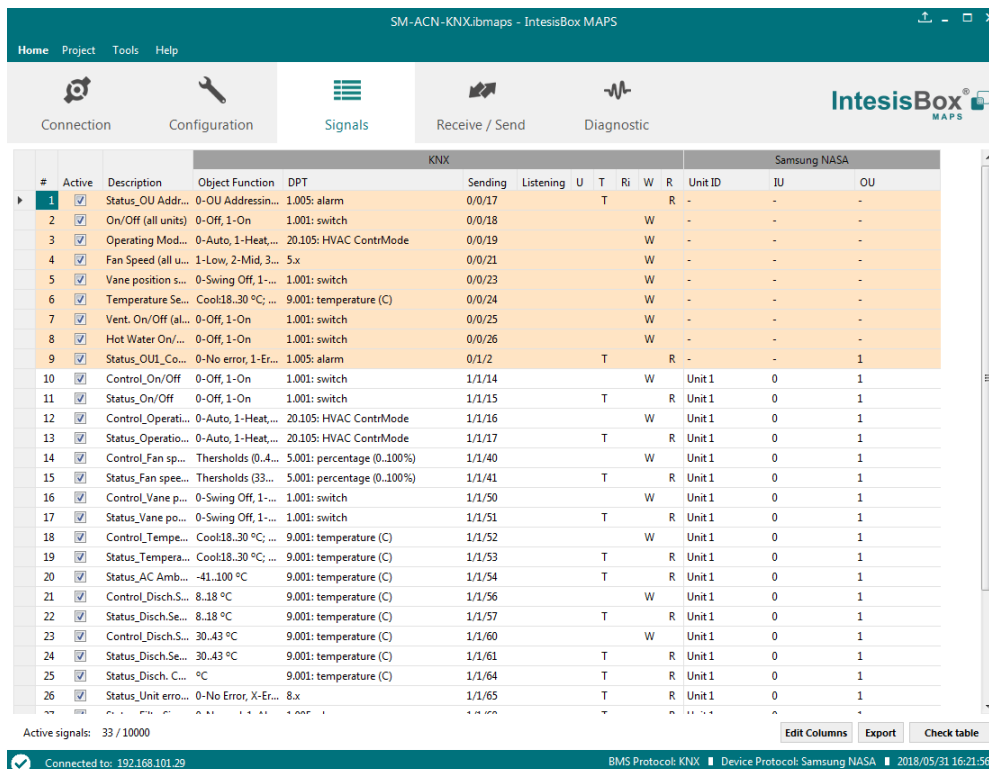 SM-ACN-KNX.ibmaps - IntesisBox MAPS
Home Project Tools Help
Connection Configuration Signals Receive / Send Diagnostic
IntesisBox® MAPS
KNX Samsung NASA
# Active Description Object Function DPT Sending Listening U T Ri W R Unit ID IU OU
1 Status_OU Addr... 0-OU Addressin... 1.005: alarm 0/0/17 T R - - -
2 On/Off (all units) 0-Off, 1-On 1.001: switch 0/0/18 W - - -
3 Operating Mod... 0-Auto, 1-Heat,... 20.105: HVAC ContrMode 0/0/19 W - - -
4 Fan Speed (all u... 1-Low, 2-Mid, 3... 5.x 0/0/21 W - - -
5 Vane position s... 0-Swing Off, 1-... 1.001: switch 0/0/23 W - - -
6 Temperature Se... Cool:18..30 ºC; ... 9.001: temperature (C) 0/0/24 W - - -
7 Vent. On/Off (al... 0-Off, 1-On 1.001: switch 0/0/25 W - - -
8 Hot Water On/... 0-Off, 1-On 1.001: switch 0/0/26 W - - -
9 Status_OU1_Co... 0-No error, 1-Er... 1.005: alarm 0/1/2 T R - - 1
10 Control_On/Off 0-Off, 1-On 1.001: switch 1/1/14 W Unit 1 0 1
11 Status_On/Off 0-Off, 1-On 1.001: switch 1/1/15 T R Unit 1 0 1
12 Control_Operati... 0-Auto, 1-Heat,... 20.105: HVAC ContrMode 1/1/16 W Unit 1 0 1
13 Status_Operatio... 0-Auto, 1-Heat,... 20.105: HVAC ContrMode 1/1/17 T R Unit 1 0 1
14 Control_Fan sp... Thersholds (0..4... 5.001: percentage (0..100%) 1/1/40 W Unit 1 0 1
15 Status_Fan spee... Thersholds (33... 5.001: percentage (0..100%) 1/1/41 T R Unit 1 0 1
16 Control_Vane p... 0-Swing Off, 1-... 1.001: switch 1/1/50 W Unit 1 0 1
17 Status_Vane po... 0-Swing Off, 1-... 1.001: switch 1/1/51 T R Unit 1 0 1
18 Control_Tempe... Cool:18..30 ºC; ... 9.001: temperature (C) 1/1/52 W Unit 1 0 1
19 Status_Tempera... Cool:18..30 ºC; ... 9.001: temperature (C) 1/1/53 T R Unit 1 0 1
20 Status_AC Amb... -41..100 ºC 9.001: temperature (C) 1/1/54 T R Unit 1 0 1
21 Control_Disch.S... 8..18 ºC 9.001: temperature (C) 1/1/56 W Unit 1 0 1
22 Status_Disch.Se... 8..18 ºC 9.001: temperature (C) 1/1/57 T R Unit 1 0 1
23 Control_Disch.S... 30..43 ºC 9.001: temperature (C) 1/1/60 W Unit 1 0 1
24 Status_Disch.Se... 30..43 ºC 9.001: temperature (C) 1/1/61 T R Unit 1 0 1
25 Status_Disch. C... ºC 9.001: temperature (C) 1/1/64 T R Unit 1 0 1
26 Status_Unit erro... 0-No Error, X-Er... 8.x 1/1/65 T R Unit 1 0 1
Active signals: 33 / 10000 Edit Columns Export Check table
Connected to: 192.168.101.29 BMS Protocol: KNX Device Protocol: Samsung NASA 2018/05/31 16:21:56